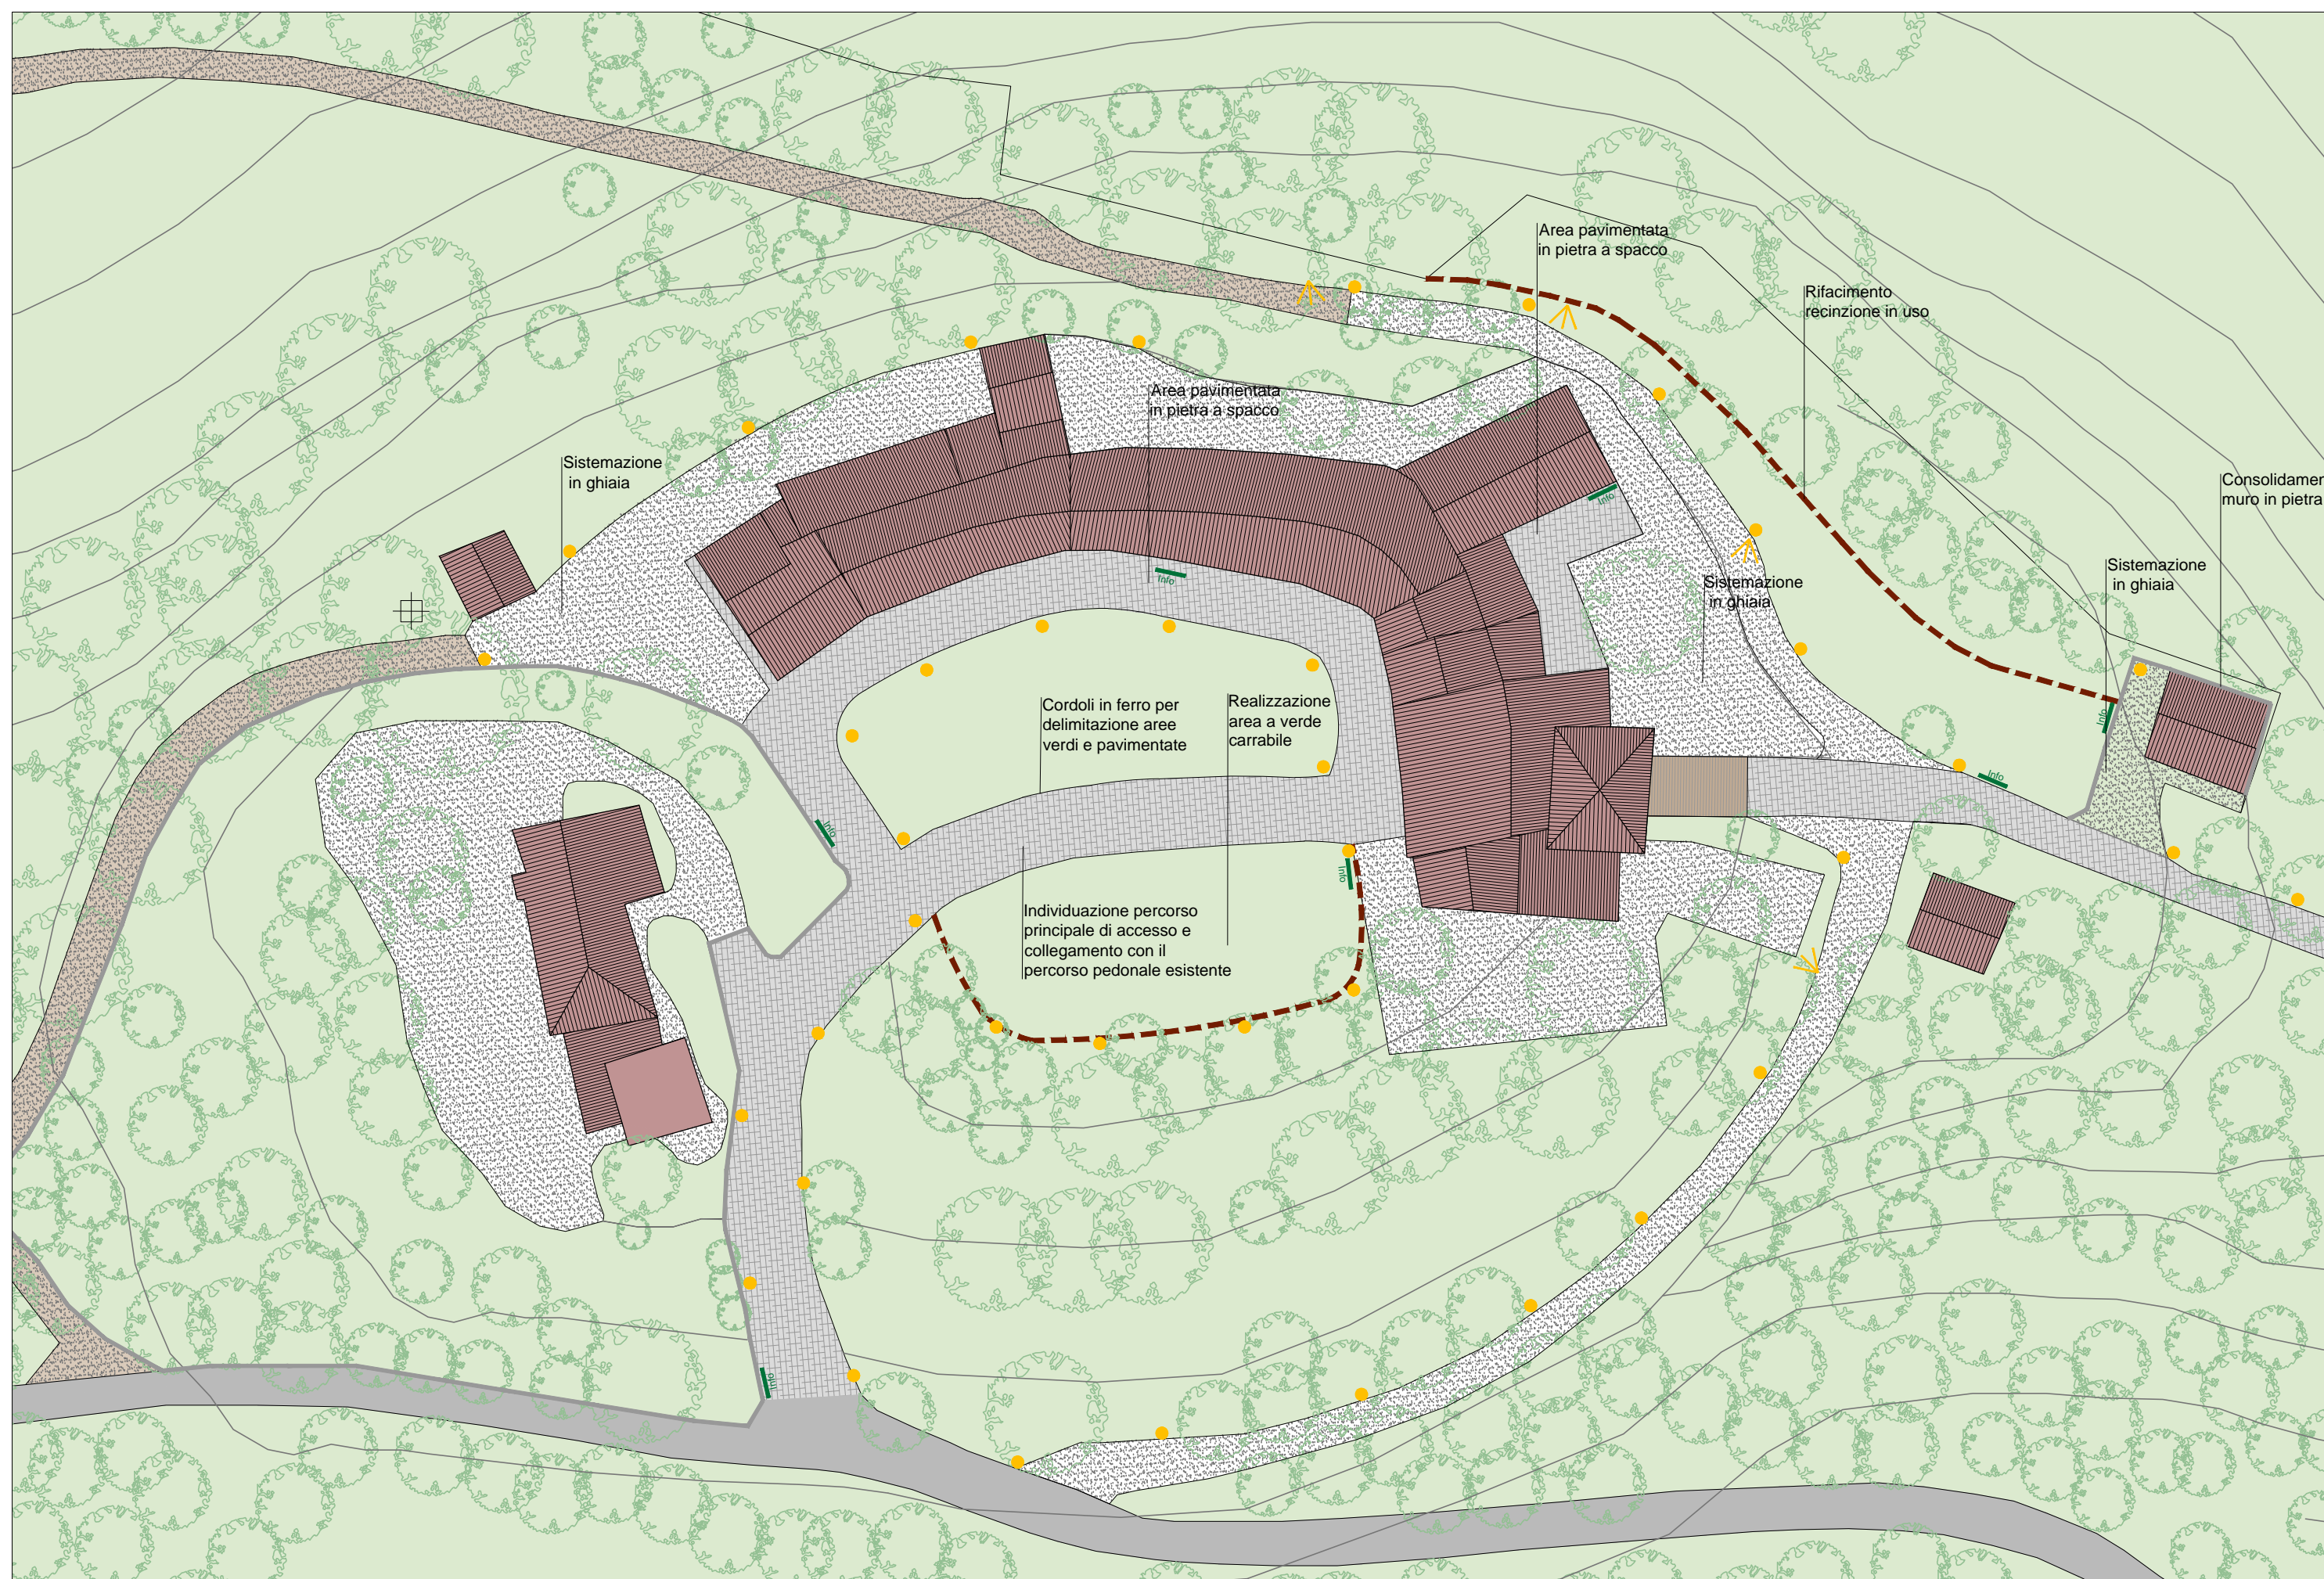 Area pavimentata
in pietra a spacco
Rifacimento
recinzione in uso
Area pavimentata
in pietra a spacco
Sistemazione
in ghiaia
Consolidamen
muro in pietra
Info
Info
Sistemazione
in ghiaia
Sistemazione
in ghiaia
Cordoli in ferro per
delimitazione aree
verdi e pavimentate
Realizzazione
area a verde
carrabile
Info
Info
Info
Info
Individuazione percorso
principale di accesso e
collegamento con il
percorso pedonale esistente
Info